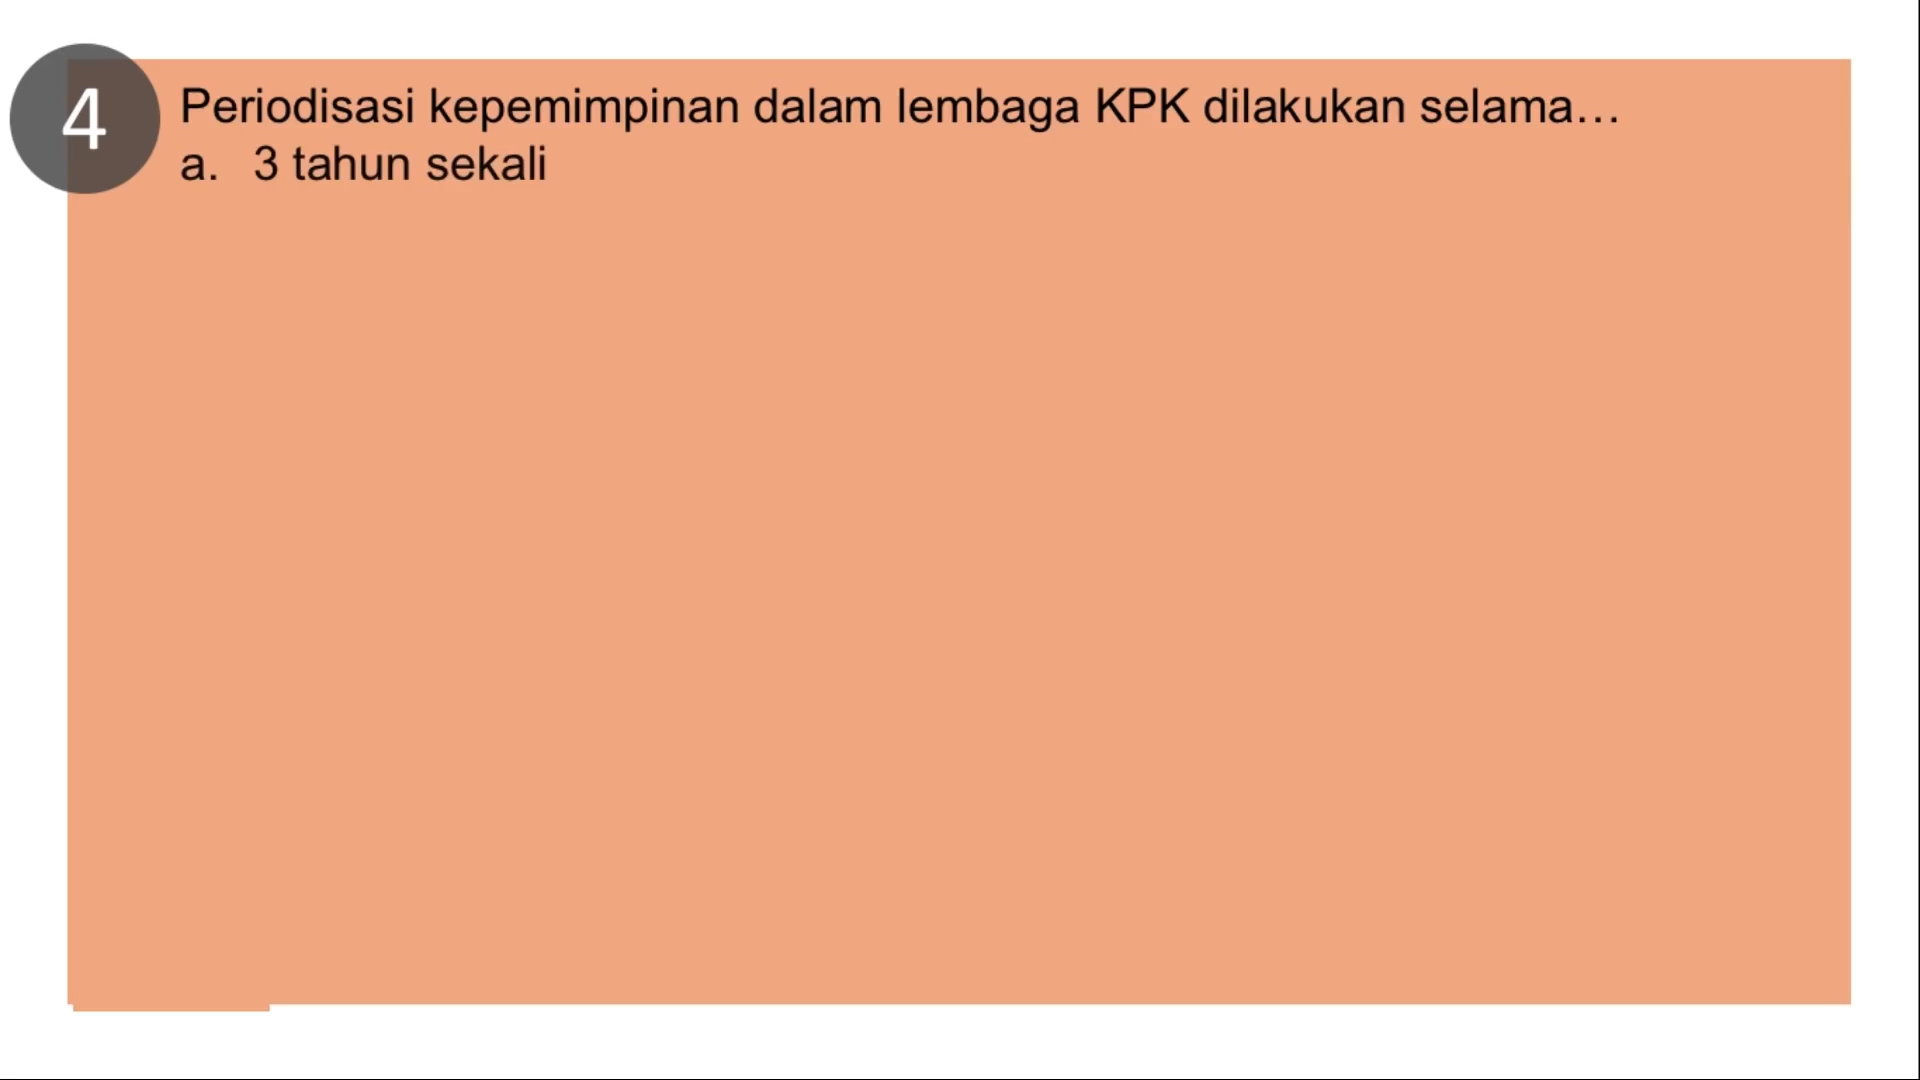 4
Periodisasi kepemimpinan dalam lembaga KPK dilakukan selama…
a. 3 tahun sekali